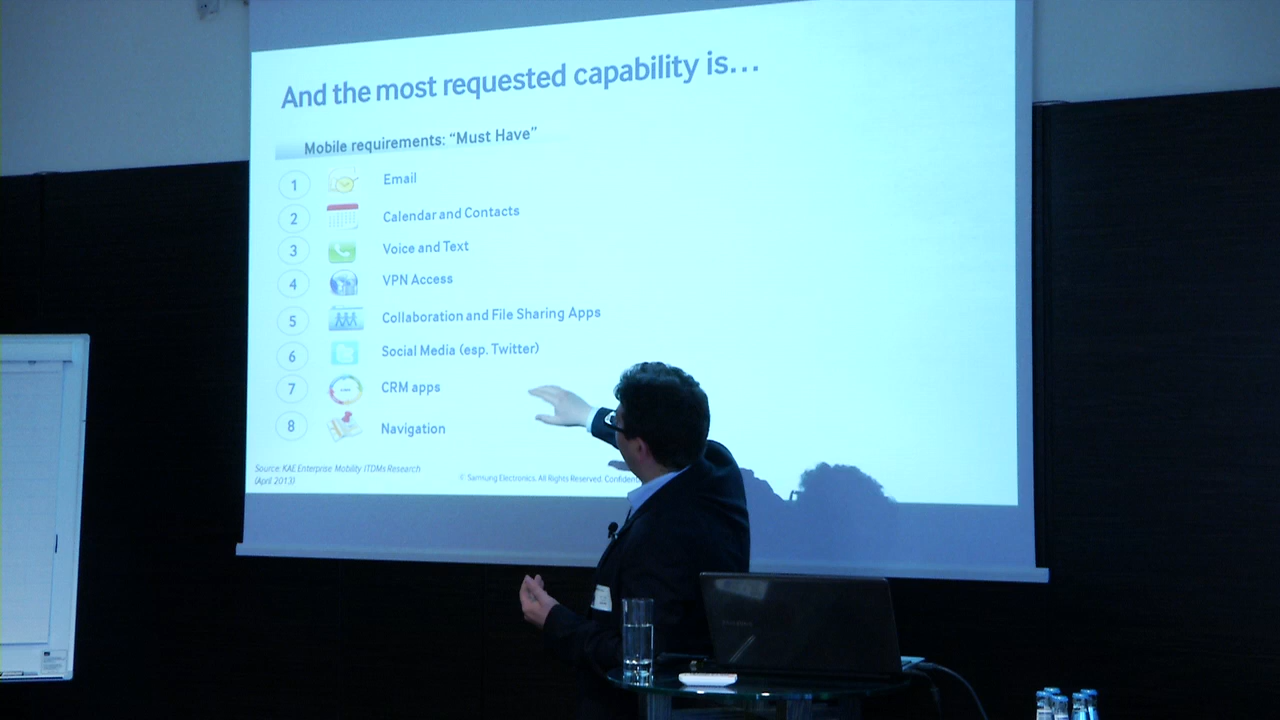 And the most requested capability is...
Mobile requirements: “Must Have”
1 Email
2 Calendar and Contacts
3 Voice and Text
4 VPN Access
5 Collaboration and File Sharing Apps
6 Social Media (esp. Twitter)
7 CRM apps
8 Navigation
Source: KAE Enterprise Mobility ITDMs Research
(April 2013)
© Samsung Electronics. All Rights Reserved.